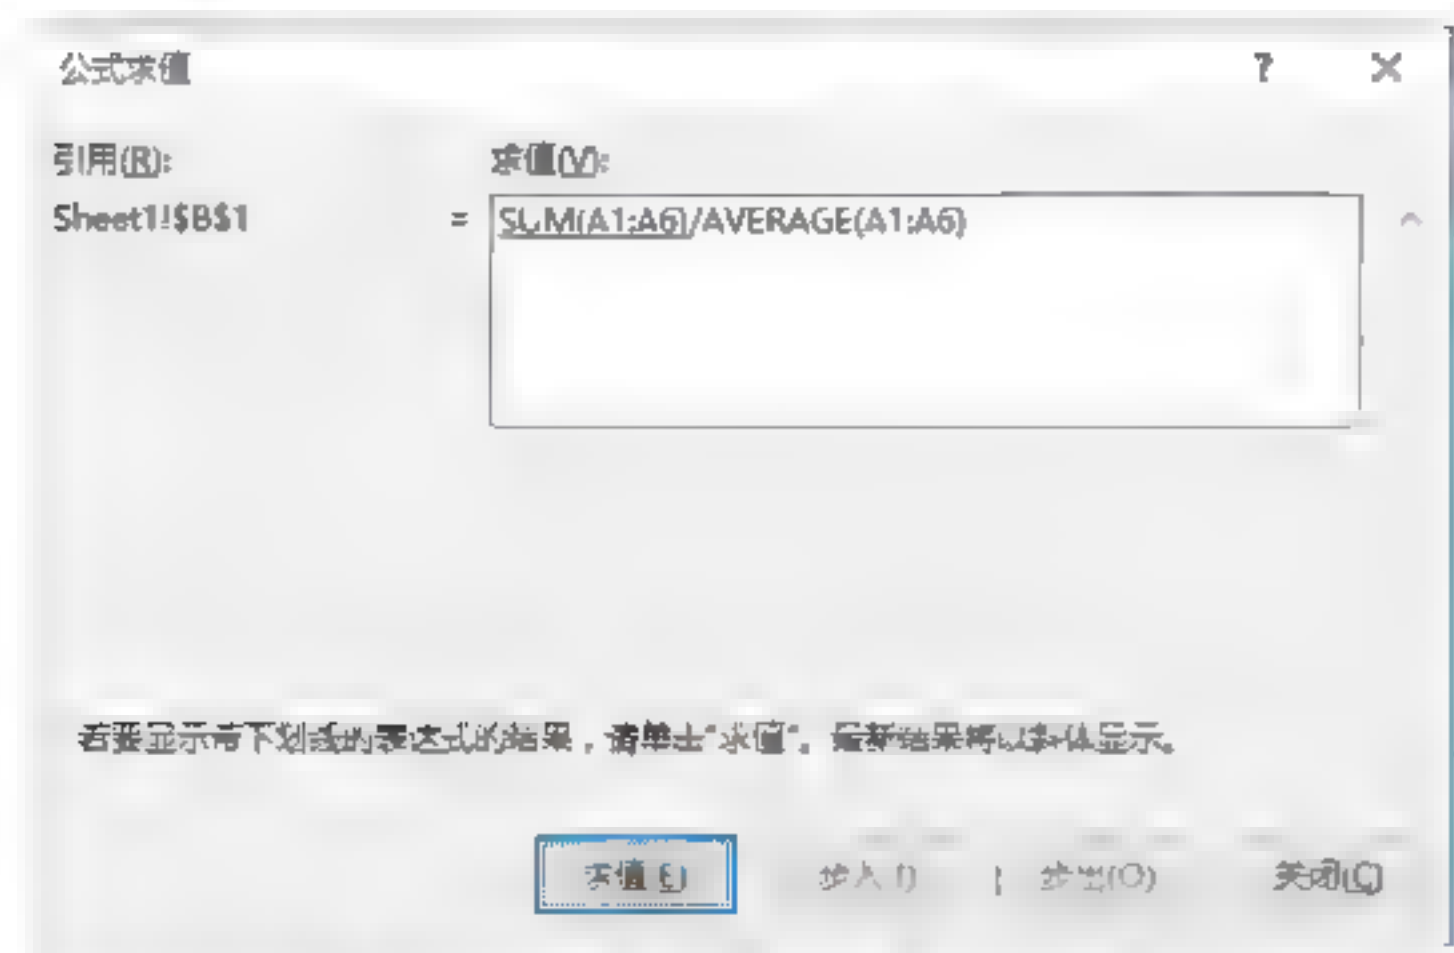 公式求值
引用(R):
求值(V):
Sheet1!$B$1 = SUM(A1:A6)/AVERAGE(A1:A6)
若要显示带下划线的表达式的结果，请单击"求值"。最新结果将以斜体显示。
求值(E) 步入(I) 步出(O) 关闭(C)